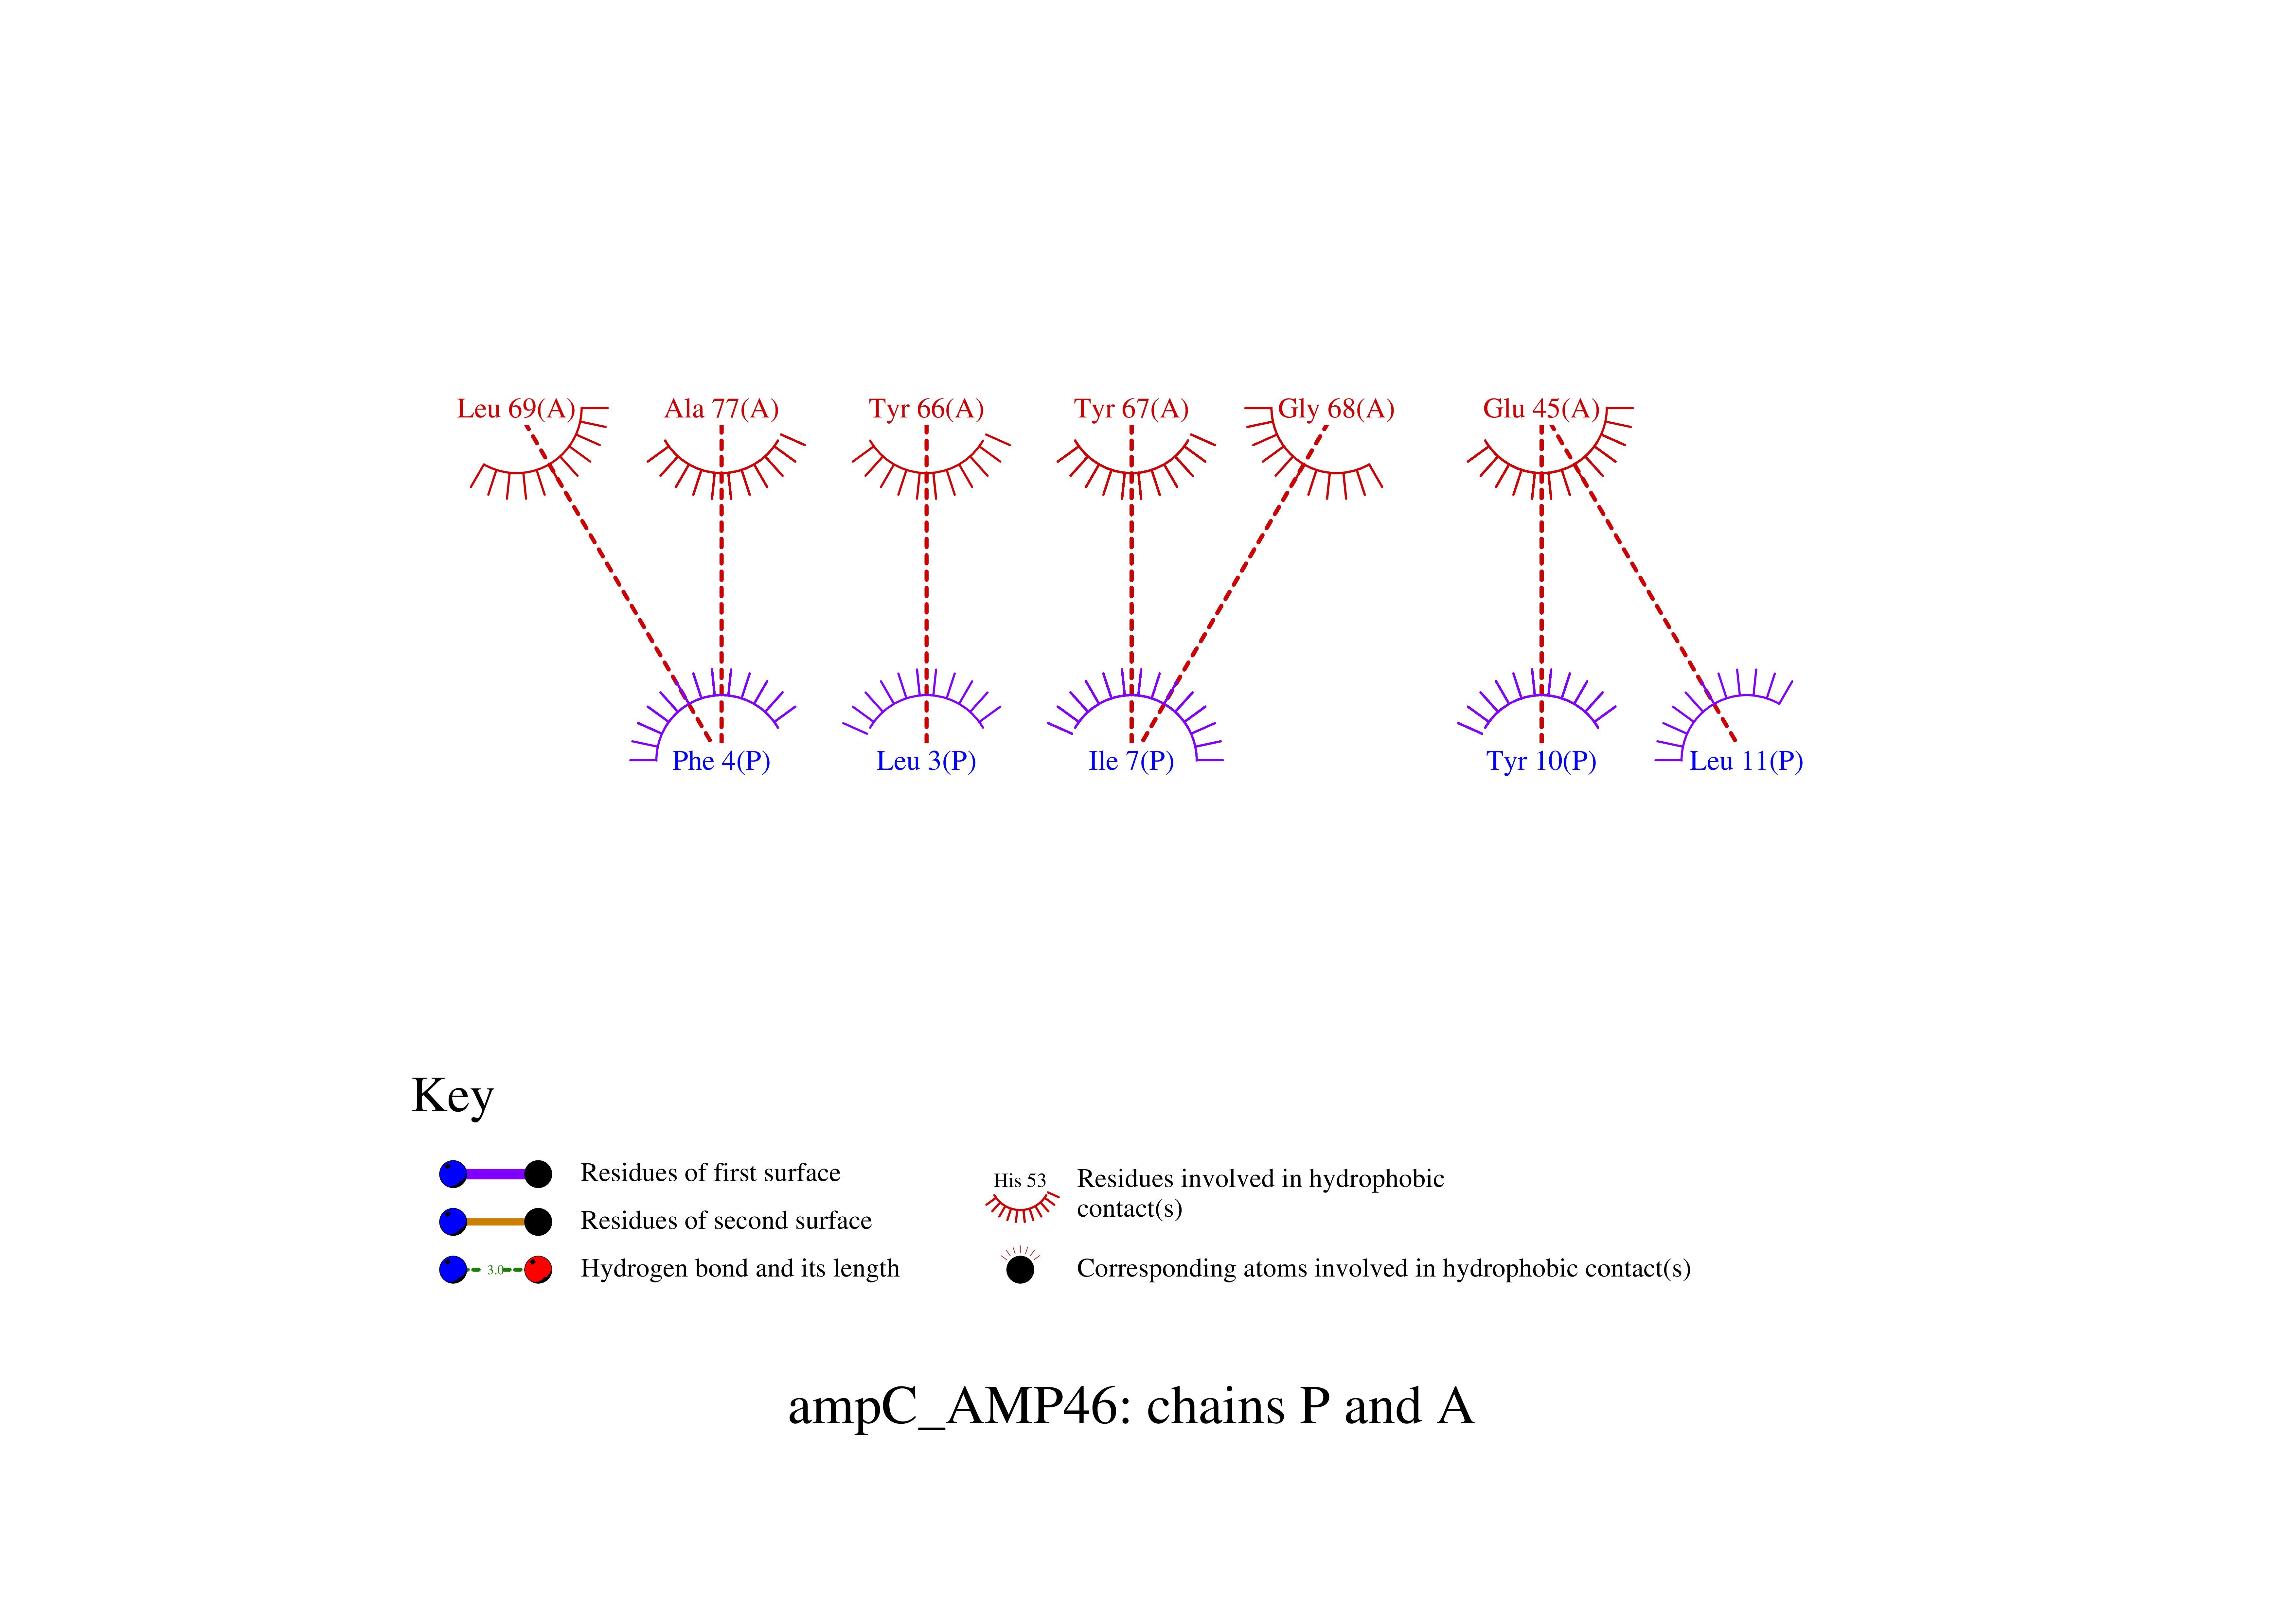 Leu 69(A) Ala 77(A) Tyr 66(A) Tyr 67(A) Gly 68(A) Glu 45(A)
Phe 4(P) Leu 3(P) Ile 7(P) Tyr 10(P) Leu 11(P)
Key
Residues of first surface
Residues of second surface
3.0 Hydrogen bond and its length
His 53 Residues involved in hydrophobic
contact(s)
Corresponding atoms involved in hydrophobic contact(s)
ampC_AMP46: chains P and A